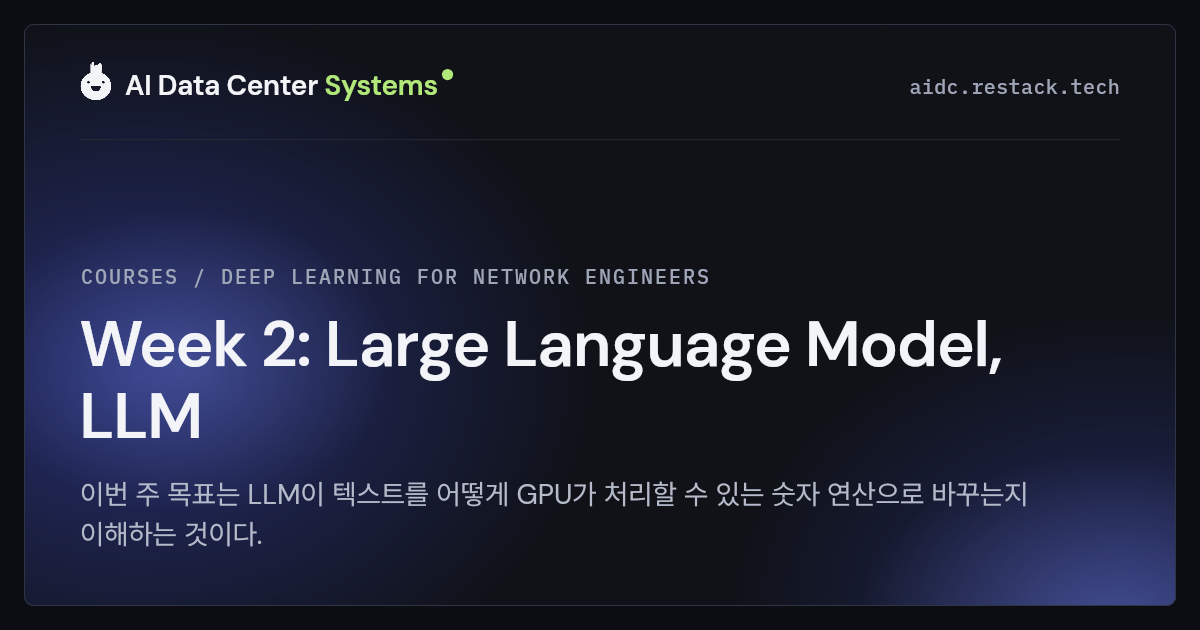 AI Data Center Systems
aidc.restack.tech
COURSES / DEEP LEARNING FOR NETWORK ENGINEERS
Week 2: Large Language Model,
LLM
이번 주 목표는 LLM이 텍스트를 어떻게 GPU가 처리할 수 있는 숫자 연산으로 바꾸는지
이해하는 것이다.